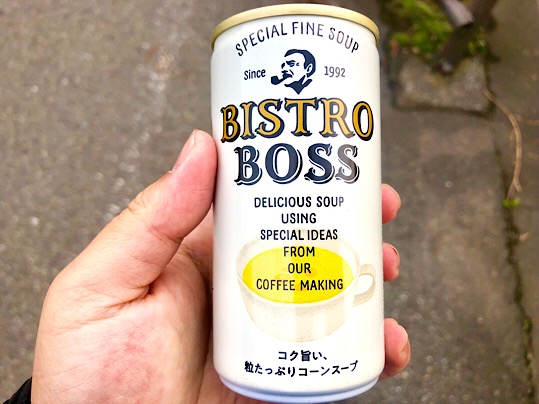 SPECIAL FINE SOUP
Since 1992
BISTRO
BOSS
DELICIOUS SOUP
USING
SPECIAL IDEAS
FROM
OUR
COFFEE MAKING
コク旨い、
粒たっぷりコーンスープ